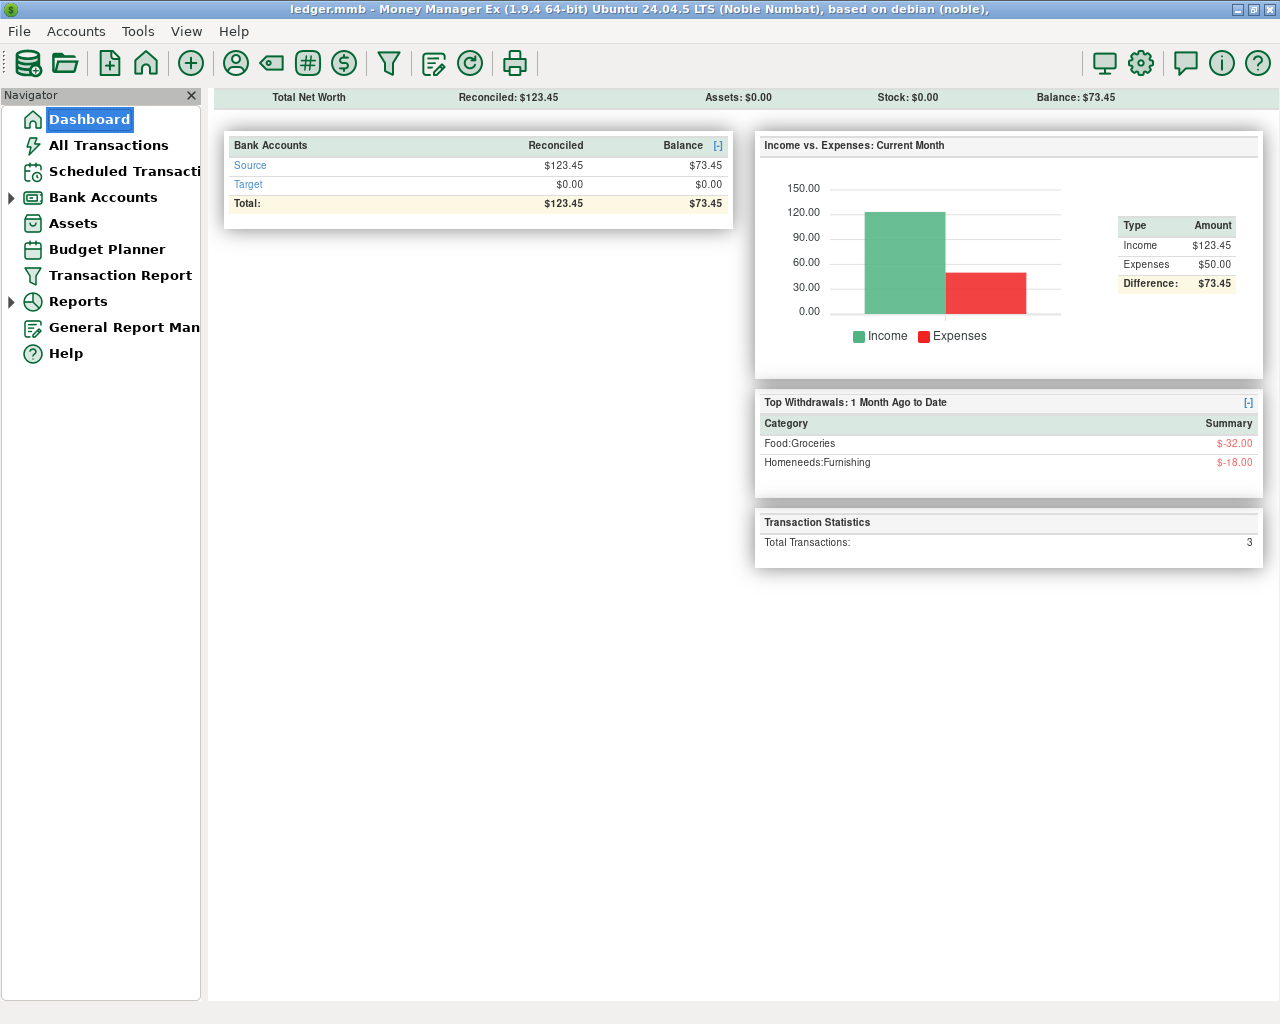 ledger.mmb - Money Manager Ex (1.9.4 64-bit) Ubuntu 24.04.5 LTS (Noble Numbat), based on debian (noble),
File Accounts Tools View Help
Navigator
Dashboard
All Transactions
Scheduled Transacti
Bank Accounts
Assets
Budget Planner
Transaction Report
Reports
General Report Man
Help
Total Net Worth Reconciled: $123.45 Assets: $0.00 Stock: $0.00 Balance: $73.45
Bank Accounts Reconciled Balance [-]
Source $123.45 $73.45
Target $0.00 $0.00
Total: $123.45 $73.45
Income vs. Expenses: Current Month
150.00
120.00
90.00
60.00
30.00
0.00
Income Expenses
Type Amount
Income $123.45
Expenses $50.00
Difference: $73.45
Top Withdrawals: 1 Month Ago to Date [-]
Category Summary
Food:Groceries $-32.00
Homeneeds:Furnishing $-18.00
Transaction Statistics
Total Transactions: 3